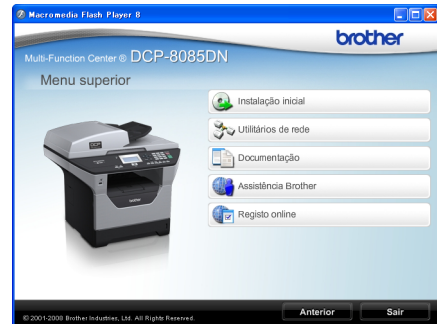 Macromedia Flash Player 8
brother
Multi-Function Center ® DCP-8085DN
Menu superior
Instalação inicial
Utilitários de rede
Documentação
Assistência Brother
Registo online
© 2001-2008 Brother Industries, Ltd. All Rights Reserved.
Anterior
Sair